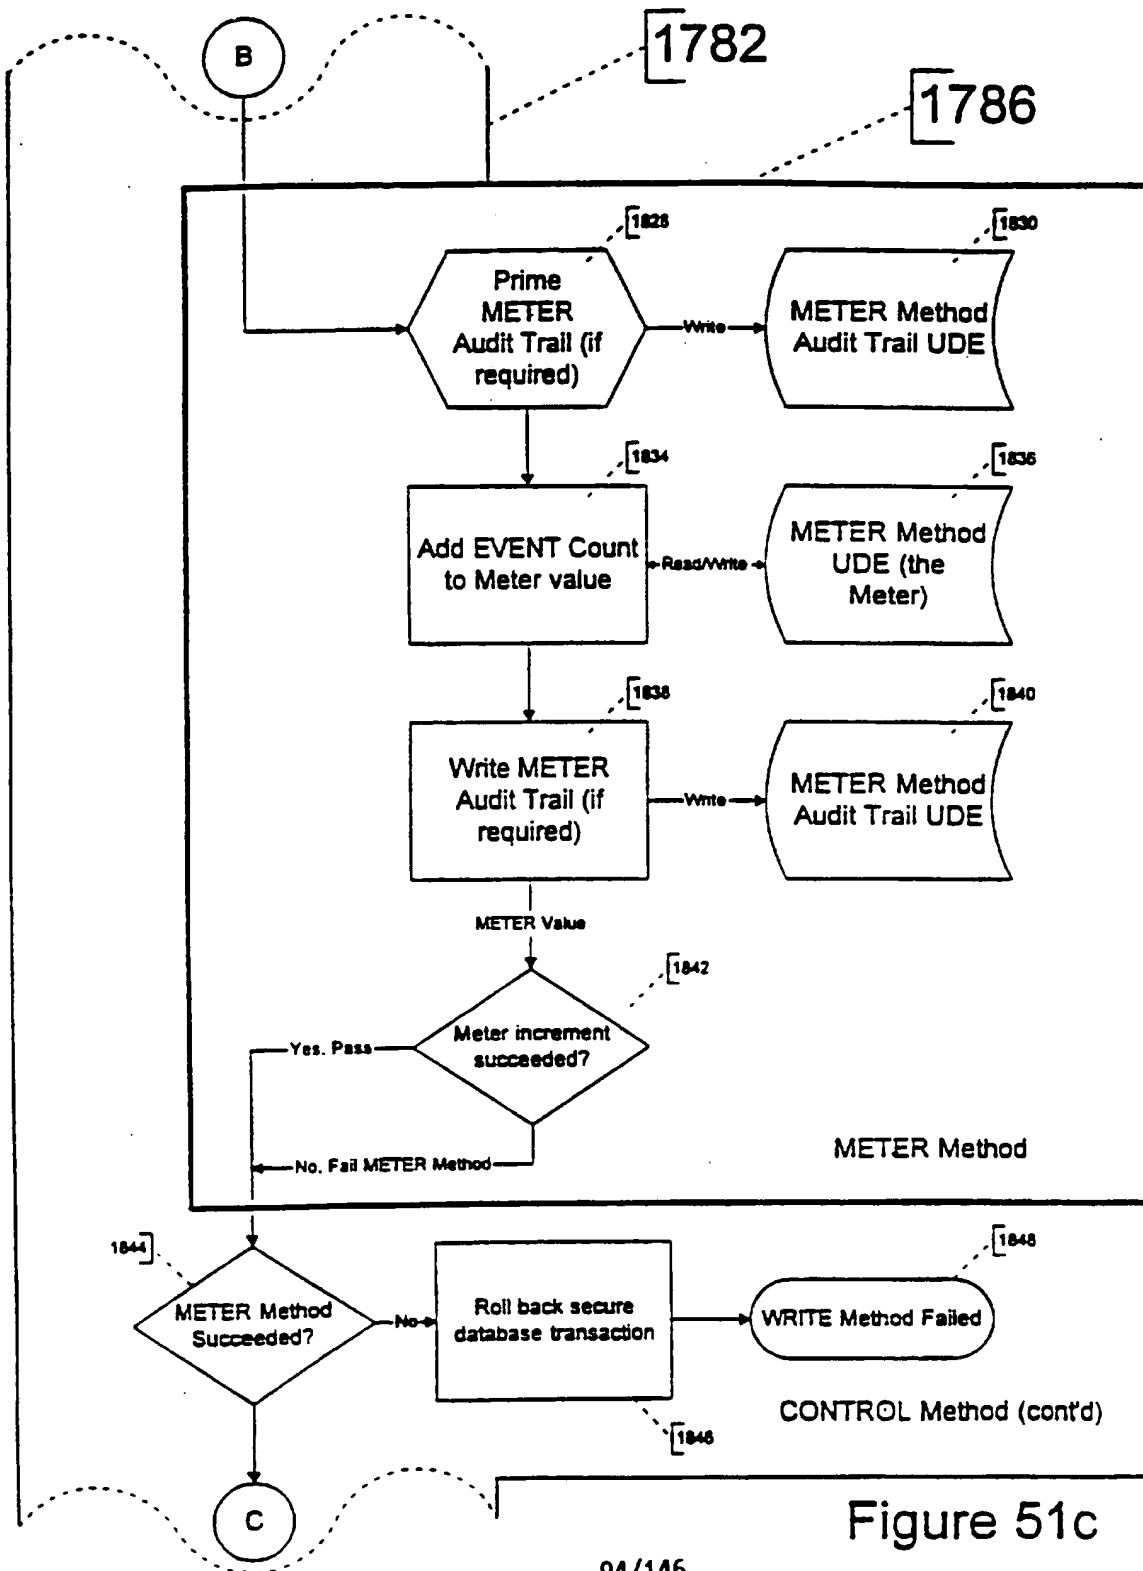 B
1782
1786
1828
1830
Prime
METER
Audit Trail (if
required)
Write
METER Method
Audit Trail UDE
1834
1836
Add EVENT Count
to Meter value
Read/Write
METER Method
UDE (the
Meter)
1838
1840
Write METER
Audit Trail (if
required)
Write
METER Method
Audit Trail UDE
METER Value
1842
Meter increment
succeeded?
Yes. Pass
No. Fail METER Method
METER Method
1844
1848
METER Method
Succeeded?
No
Roll back secure
database transaction
WRITE Method Failed
1846
CONTROL Method (cont'd)
C
Figure 51c
94/146